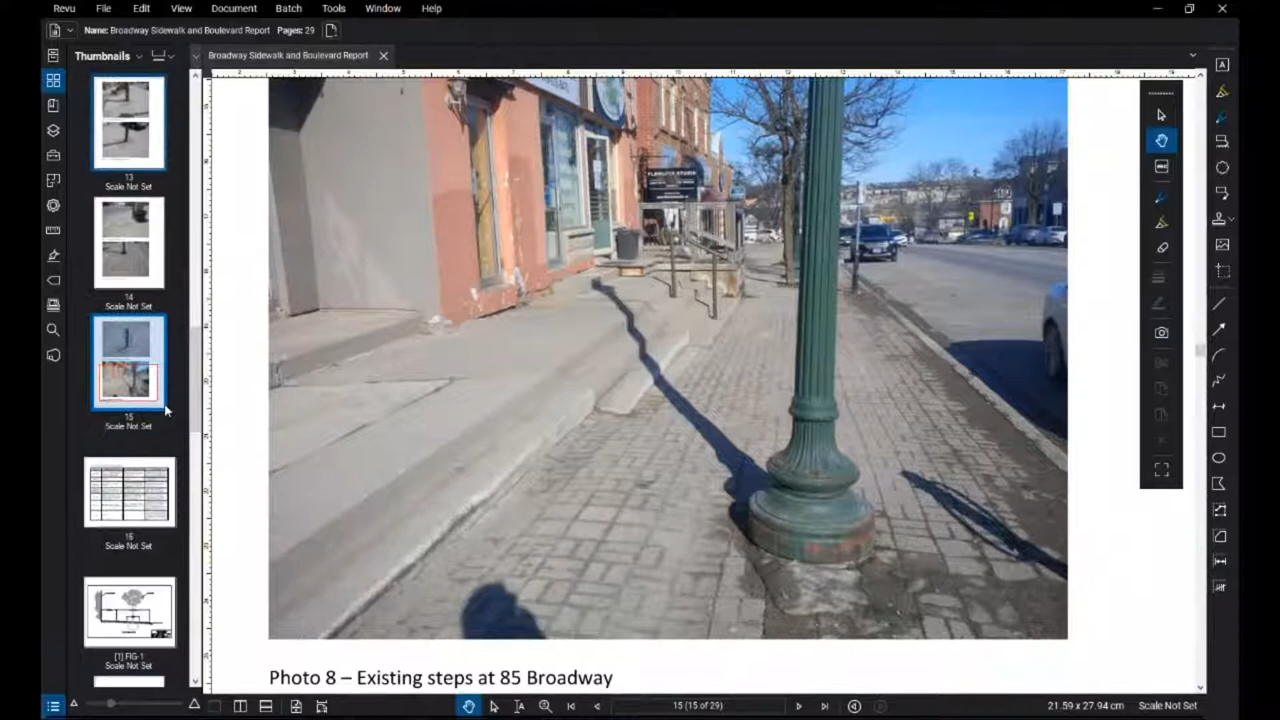 Revu File Edit View Document Batch Tools Window Help
Name: Broadway Sidewalk and Boulevard Report Pages: 29
Thumbnails
Broadway Sidewalk and Boulevard Report
13
Scale Not Set
14
Scale Not Set
15
Scale Not Set
16
Scale Not Set
[1] FIG-1
Scale Not Set
Photo 8 – Existing steps at 85 Broadway
15 (15 of 29)
21.59 x 27.94 cm
Scale Not Set